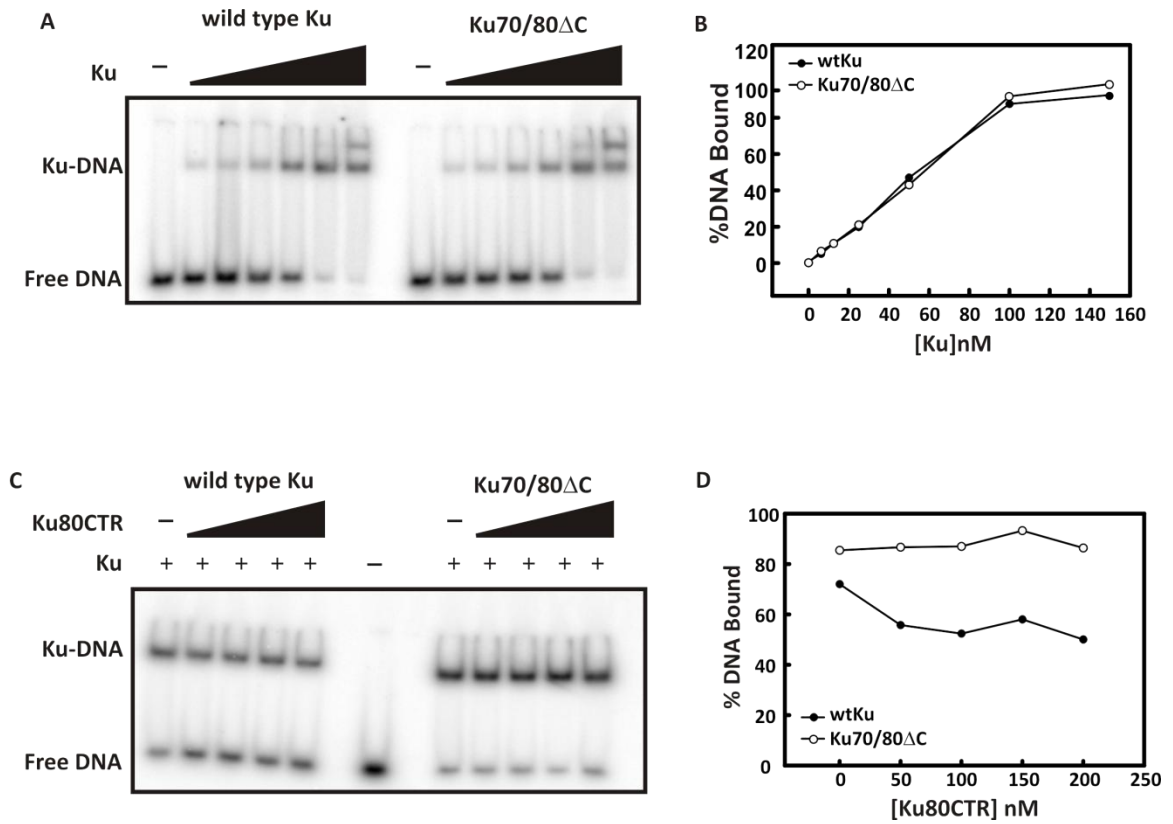 A
wild type Ku
Ku70/80ΔC
Ku
–
–
Ku-DNA
Free DNA
B
120
100
80
60
40
20
0
%DNA Bound
wtKu
Ku70/80ΔC
0 20 40 60 80 100 120 140 160
[Ku]nM
C
wild type Ku
Ku70/80ΔC
Ku80CTR
–
–
Ku + + + + + – + + + + +
Ku-DNA
Free DNA
D
100
80
60
40
20
0
% DNA Bound
wtKu
Ku70/80ΔC
0 50 100 150 200 250
[Ku80CTR] nM